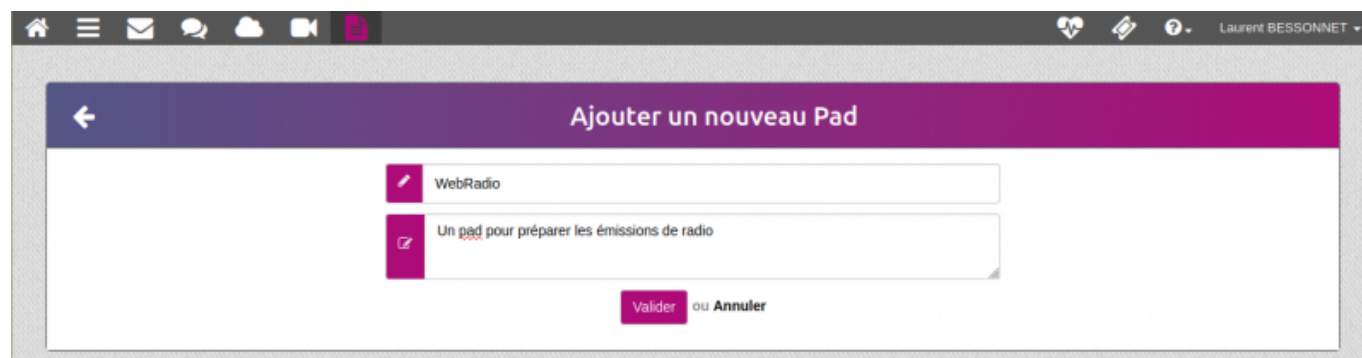 Laurent BESSONNET
Ajouter un nouveau Pad
WebRadio
Un pad pour préparer les émissions de radio
Valider ou Annuler